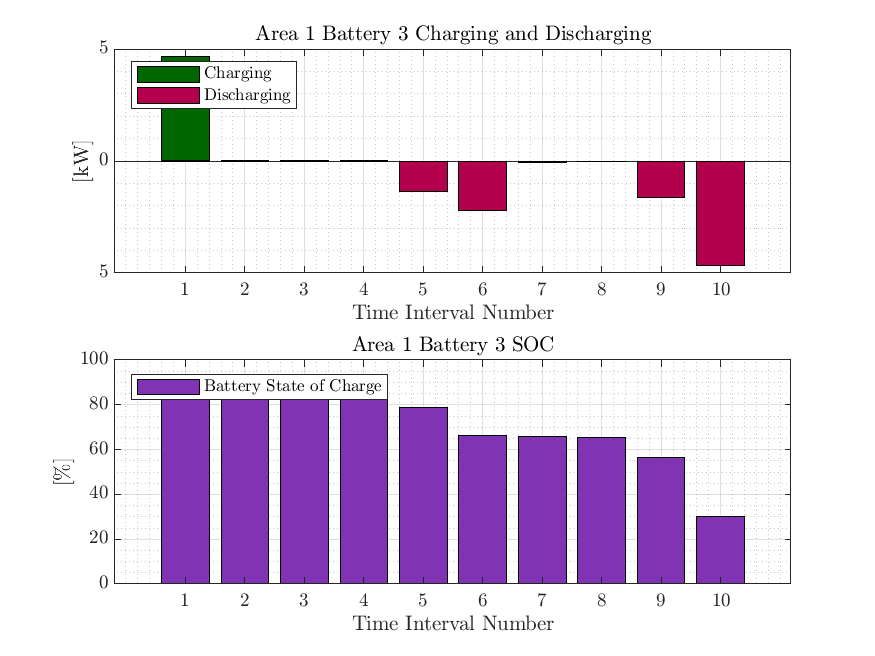 Area 1 Battery 3 Charging and Discharging
5
Charging
Discharging
0
[kW]
5
1 2 3 4 5 6 7 8 9 10
Time Interval Number
Area 1 Battery 3 SOC
100
Battery State of Charge
80
60
[%]
40
20
0
1 2 3 4 5 6 7 8 9 10
Time Interval Number